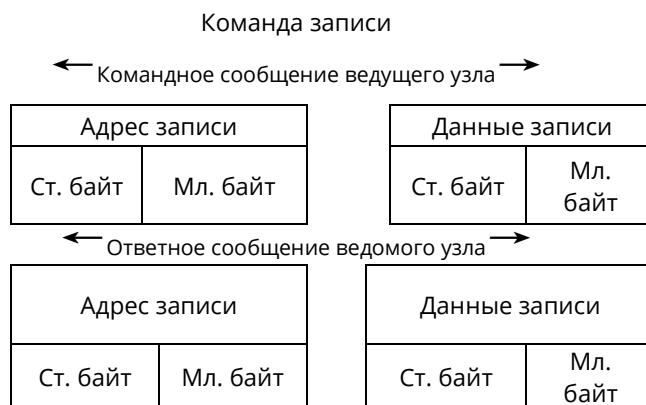 Команда записи
Командное сообщение ведущего узла
Адрес записи Данные записи
Ст. байт Мл. байт Ст. байт Мл. байт
Ответное сообщение ведомого узла
Адрес записи Данные записи
Ст. байт Мл. байт Ст. байт Мл. байт